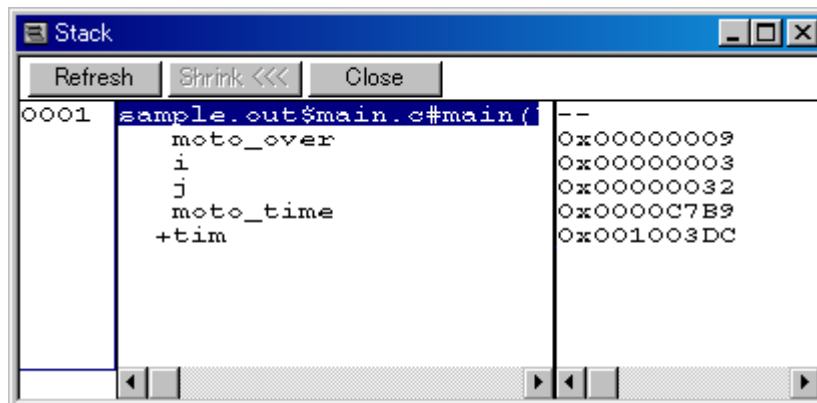 Stack
Refresh Shrink <<< Close
0001 sample.out$main.c#main() --
moto_over 0x00000009
i 0x00000003
j 0x00000032
moto_time 0x0000C7B9
+tim 0x001003DC